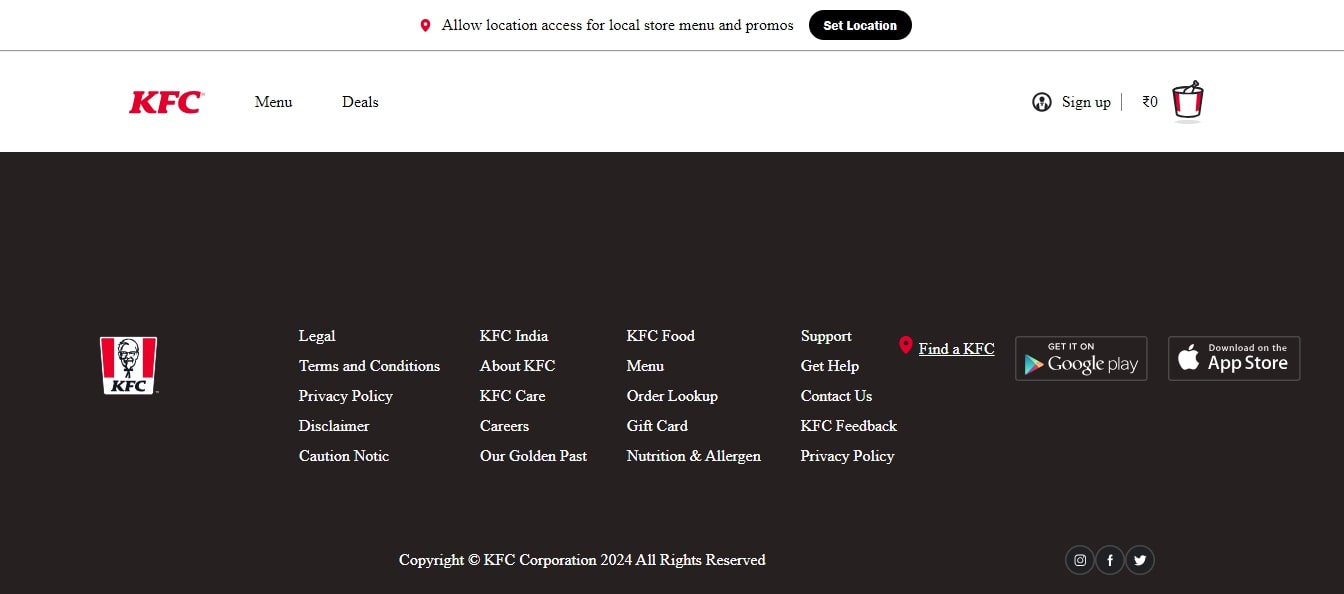 Allow location access for local store menu and promos Set Location
KFC Menu Deals Sign up ₹0
Legal KFC India KFC Food Support
Find a KFC GET IT ON Google play Download on the App Store
Terms and Conditions About KFC Menu Get Help
KFC
Privacy Policy KFC Care Order Lookup Contact Us
Disclaimer Careers Gift Card KFC Feedback
Caution Notic Our Golden Past Nutrition & Allergen Privacy Policy
Copyright © KFC Corporation 2024 All Rights Reserved